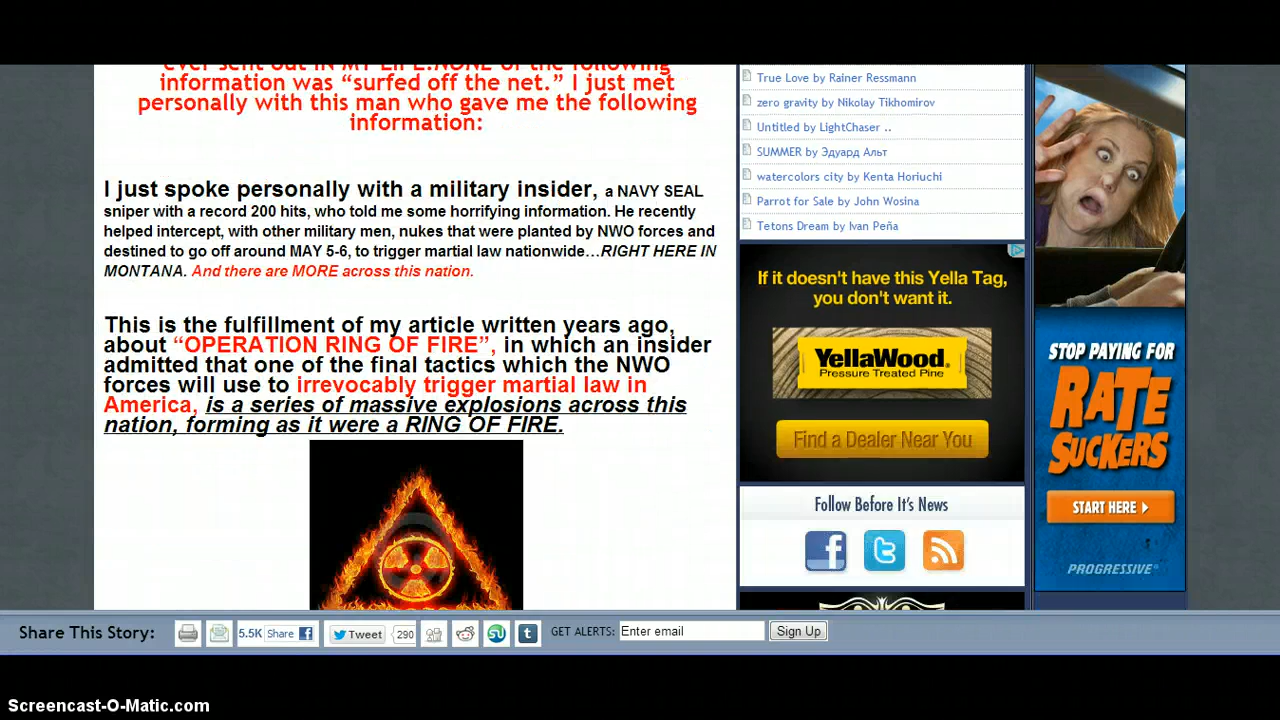 ever sent out IN MY LIFE.NONE of the following
information was “surfed off the net.” I just met
personally with this man who gave me the following
information:
I just spoke personally with a military insider, a NAVY SEAL
sniper with a record 200 hits, who told me some horrifying information. He recently
helped intercept, with other military men, nukes that were planted by NWO forces and
destined to go off around MAY 5-6, to trigger martial law nationwide…RIGHT HERE IN
MONTANA. And there are MORE across this nation.
This is the fulfillment of my article written years ago,
about “OPERATION RING OF FIRE”, in which an insider
admitted that one of the final tactics which the NWO
forces will use to irrevocably trigger martial law in
America, is a series of massive explosions across this
nation, forming as it were a RING OF FIRE.
True Love by Rainer Ressmann
zero gravity by Nikolay Tikhomirov
Untitled by LightChaser ..
SUMMER by Эдуард Альт
watercolors city by Kenta Horiuchi
Parrot for Sale by John Wosina
Tetons Dream by Ivan Peña
If it doesn't have this Yella Tag,
you don't want it.
YellaWood
Pressure Treated Pine
Find a Dealer Near You
Follow Before It's News
STOP PAYING FOR
RATE
SUCKERS
START HERE
PROGRESSIVE
Share This Story:
5.5K Share
Tweet 290
GET ALERTS: Enter email Sign Up
Screencast-O-Matic.com